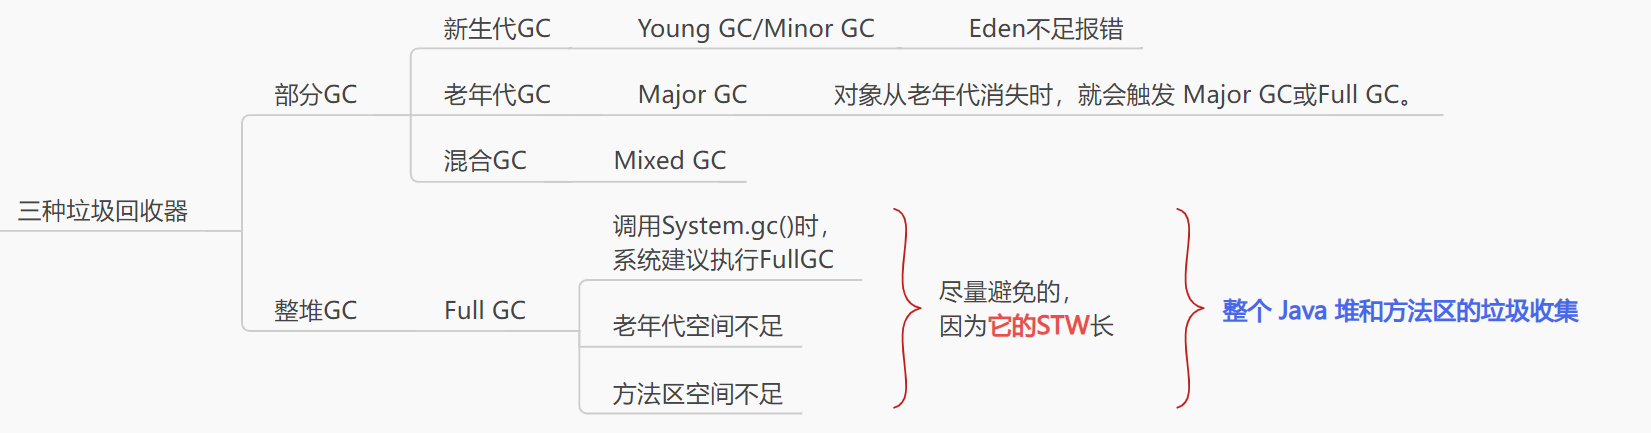 三种垃圾回收器
部分GC
新生代GC
Young GC/Minor GC
Eden不足报错
老年代GC
Major GC
对象从老年代消失时，就会触发 Major GC或Full GC。
混合GC
Mixed GC
整堆GC
Full GC
调用System.gc()时，
系统建议执行FullGC
老年代空间不足
方法区空间不足
尽量避免的，
因为它的STW长
整个 Java 堆和方法区的垃圾收集